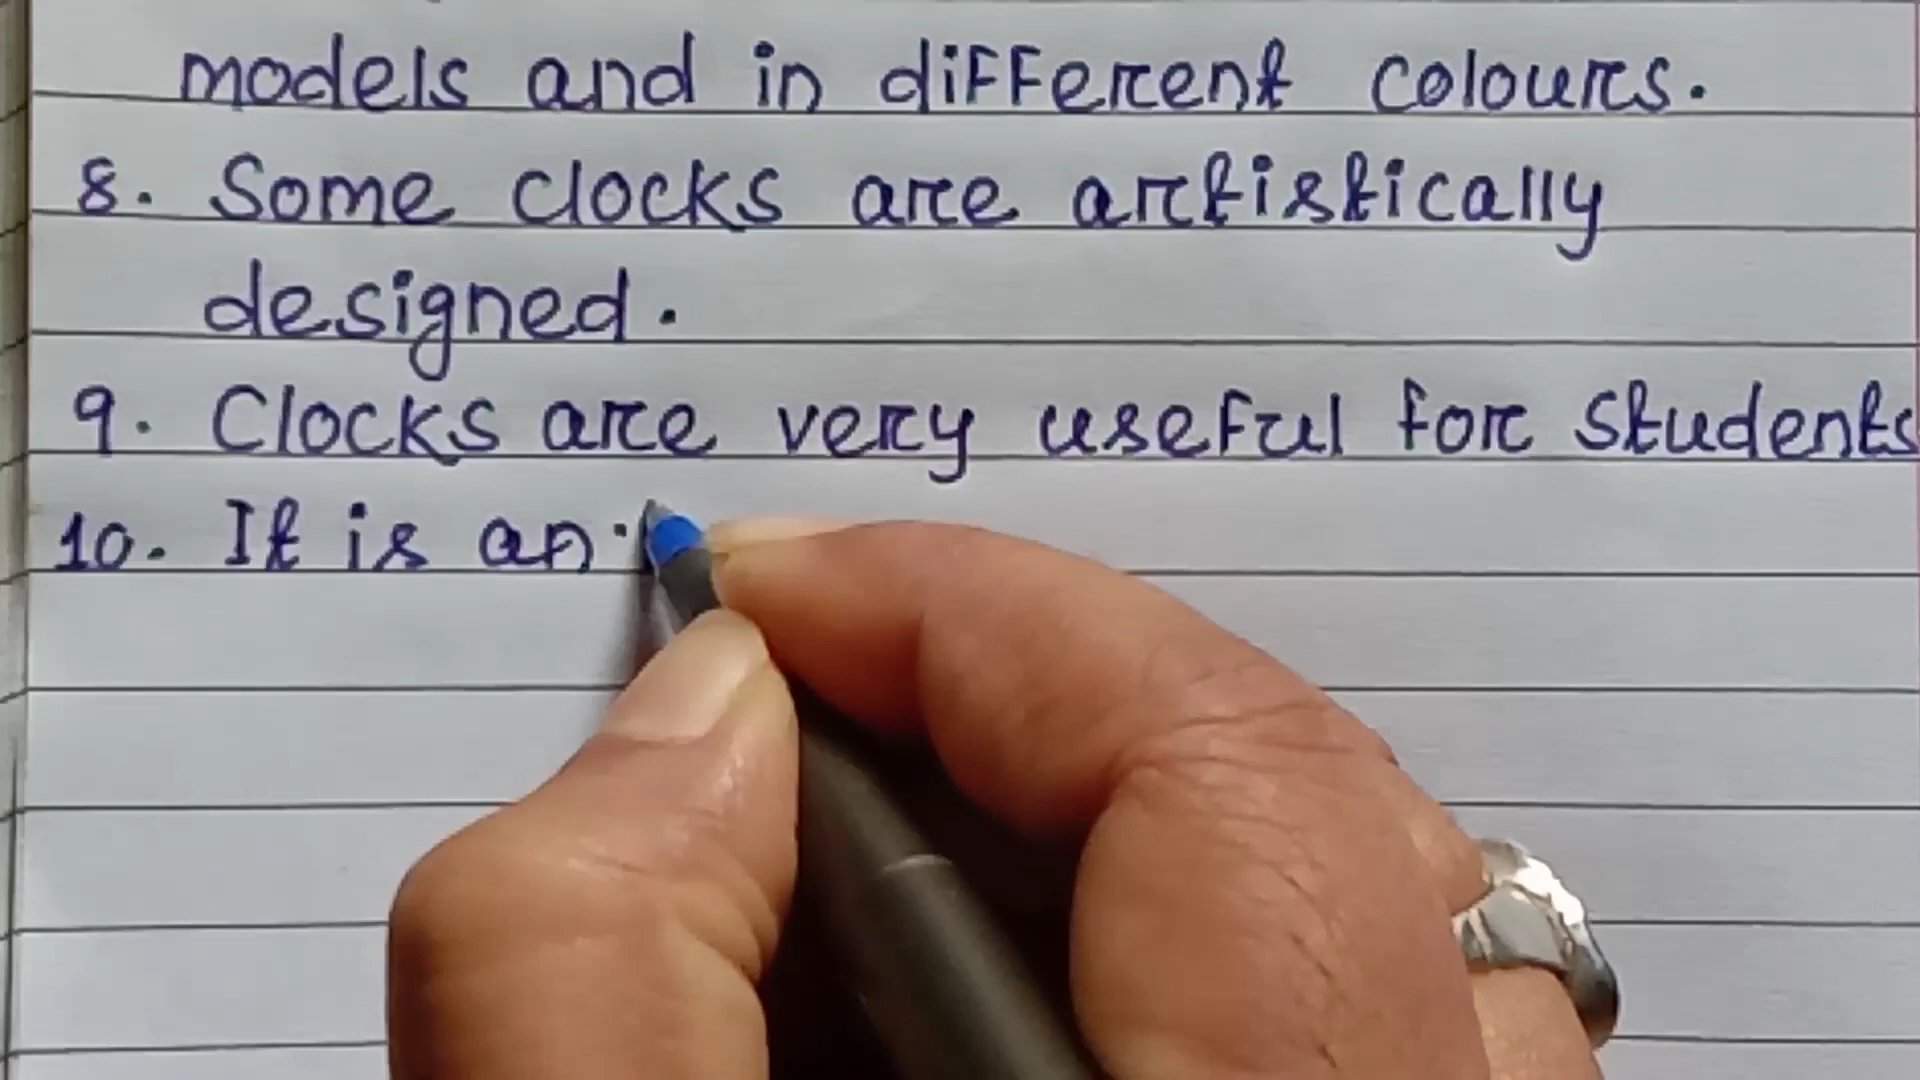 models and in different colours.
8. Some clocks are artistically
designed.
9. Clocks are very useful for students
10. It is an